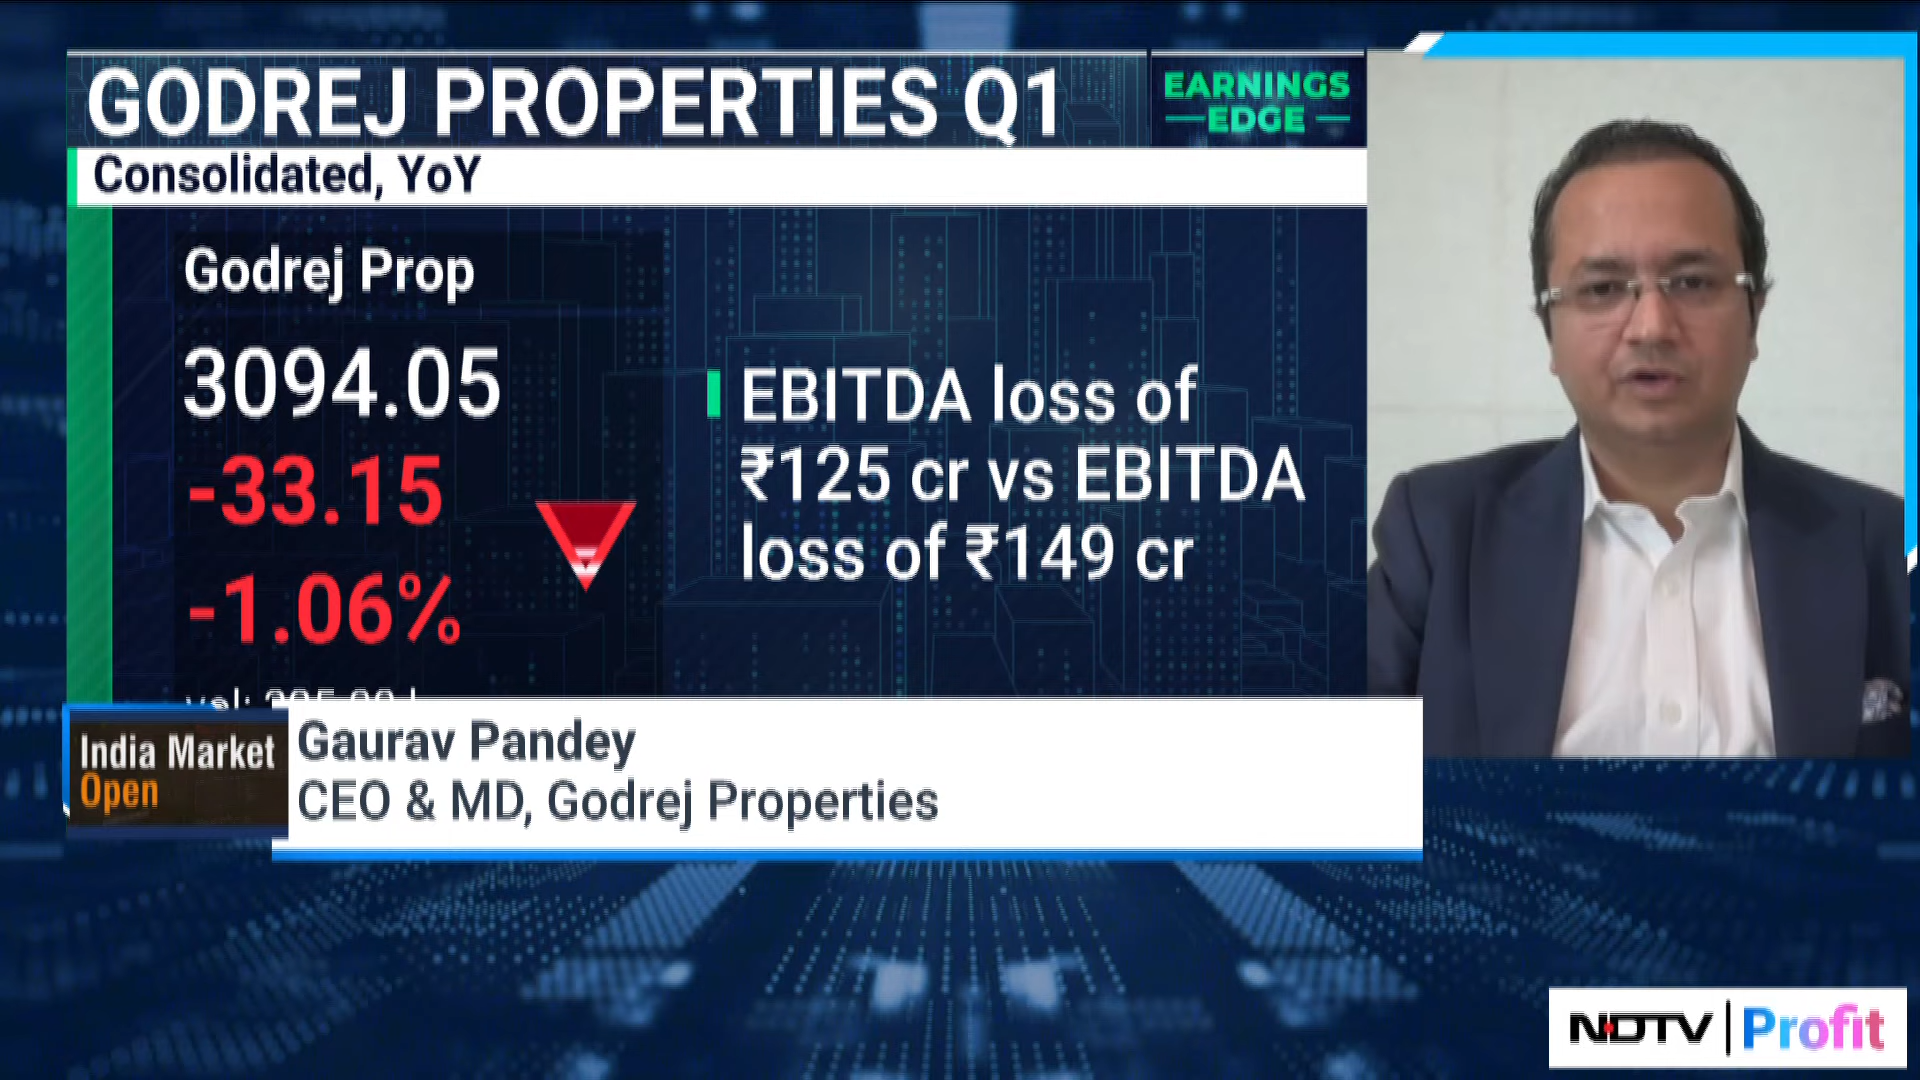 GODREJ PROPERTIES Q1
EARNINGS
EDGE
Consolidated, YoY
Godrej Prop
3094.05
-33.15
-1.06%
EBITDA loss of
₹125 cr vs EBITDA
loss of ₹149 cr
India Market
Open
Gaurav Pandey
CEO & MD, Godrej Properties
NDTV Profit